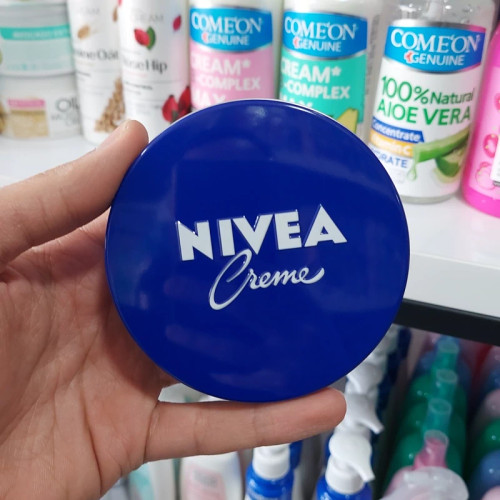 NIVEA
Creme
COME'ON
GENUINE
CREAM*
-COMPLEX
COME'ON
GENUINE
CREAM*
-COMPLEX
COME'ON
GENUINE
100% Natural
ALOE VERA
Concentrate